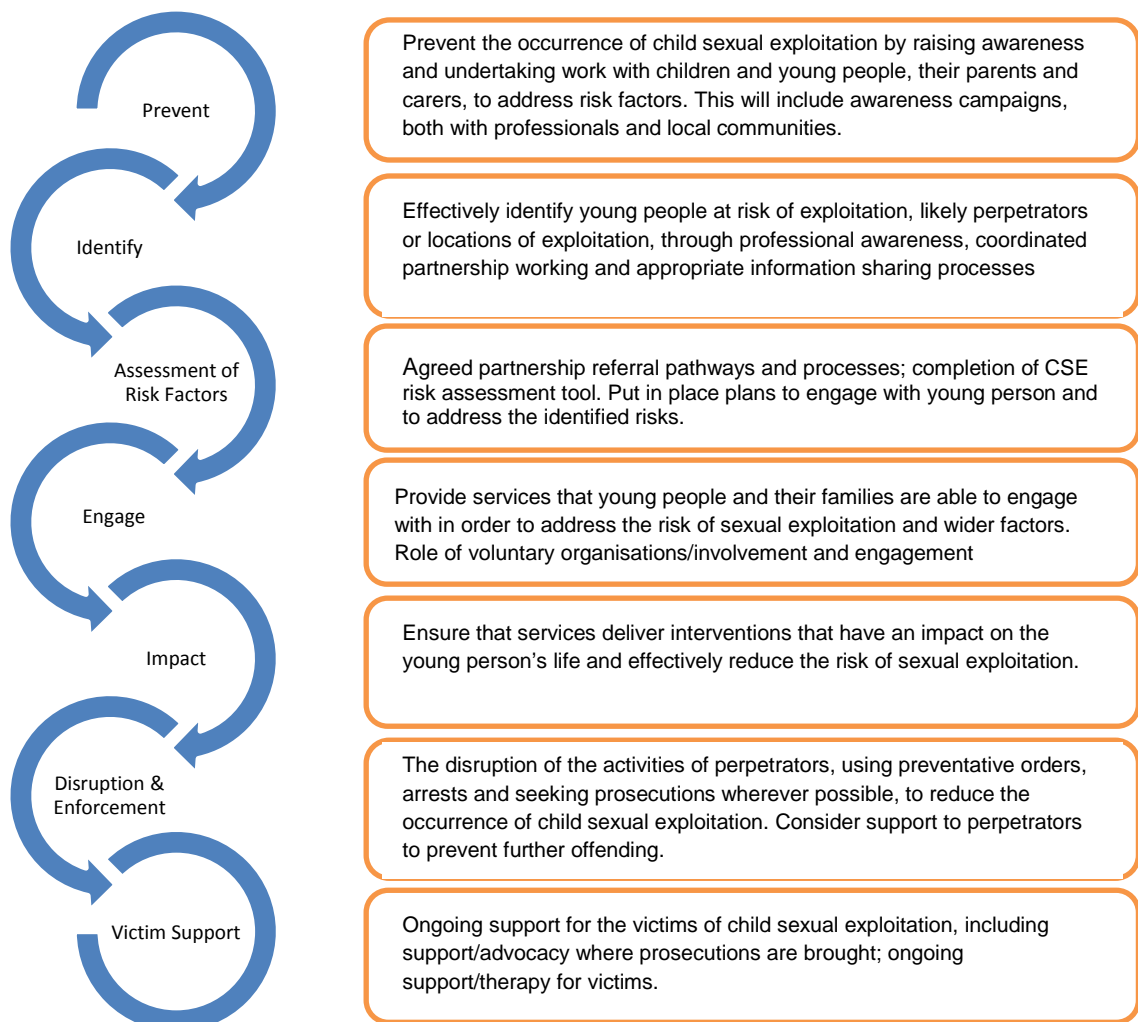 Prevent
Prevent the occurrence of child sexual exploitation by raising awareness
and undertaking work with children and young people, their parents and
carers, to address risk factors. This will include awareness campaigns,
both with professionals and local communities.
Identify
Effectively identify young people at risk of exploitation, likely perpetrators
or locations of exploitation, through professional awareness, coordinated
partnership working and appropriate information sharing processes
Assessment of
Risk Factors
Agreed partnership referral pathways and processes; completion of CSE
risk assessment tool. Put in place plans to engage with young person and
to address the identified risks.
Engage
Provide services that young people and their families are able to engage
with in order to address the risk of sexual exploitation and wider factors.
Role of voluntary organisations/involvement and engagement
Impact
Ensure that services deliver interventions that have an impact on the
young person’s life and effectively reduce the risk of sexual exploitation.
Disruption &
Enforcement
The disruption of the activities of perpetrators, using preventative orders,
arrests and seeking prosecutions wherever possible, to reduce the
occurrence of child sexual exploitation. Consider support to perpetrators
to prevent further offending.
Victim Support
Ongoing support for the victims of child sexual exploitation, including
support/advocacy where prosecutions are brought; ongoing
support/therapy for victims.